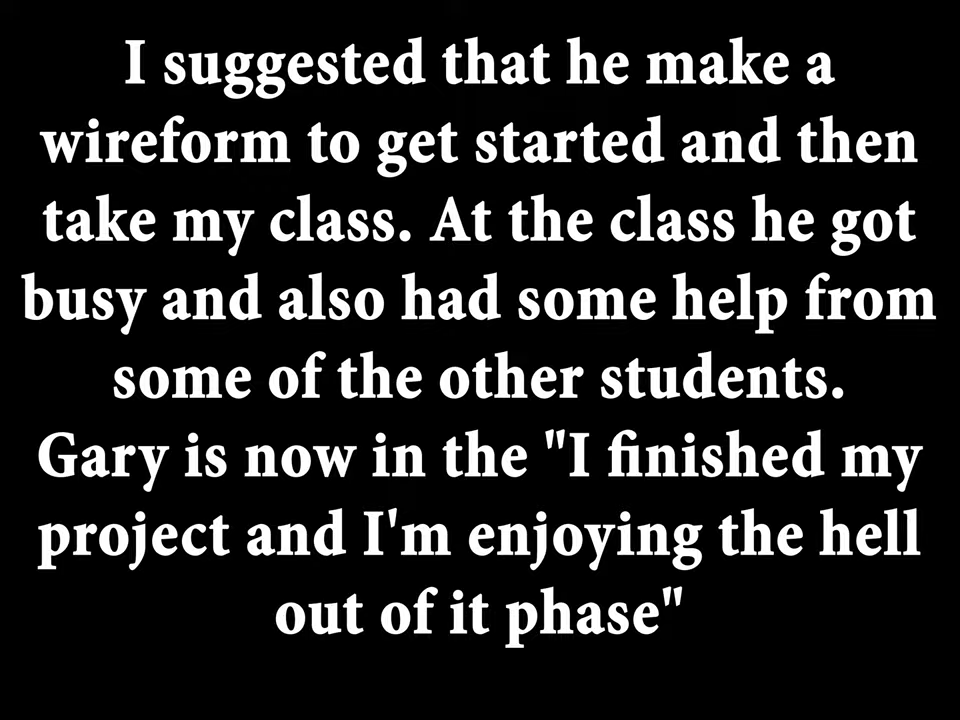 I suggested that he make a
wireform to get started and then
take my class. At the class he got
busy and also had some help from
some of the other students.
Gary is now in the "I finished my
project and I'm enjoying the hell
out of it phase"